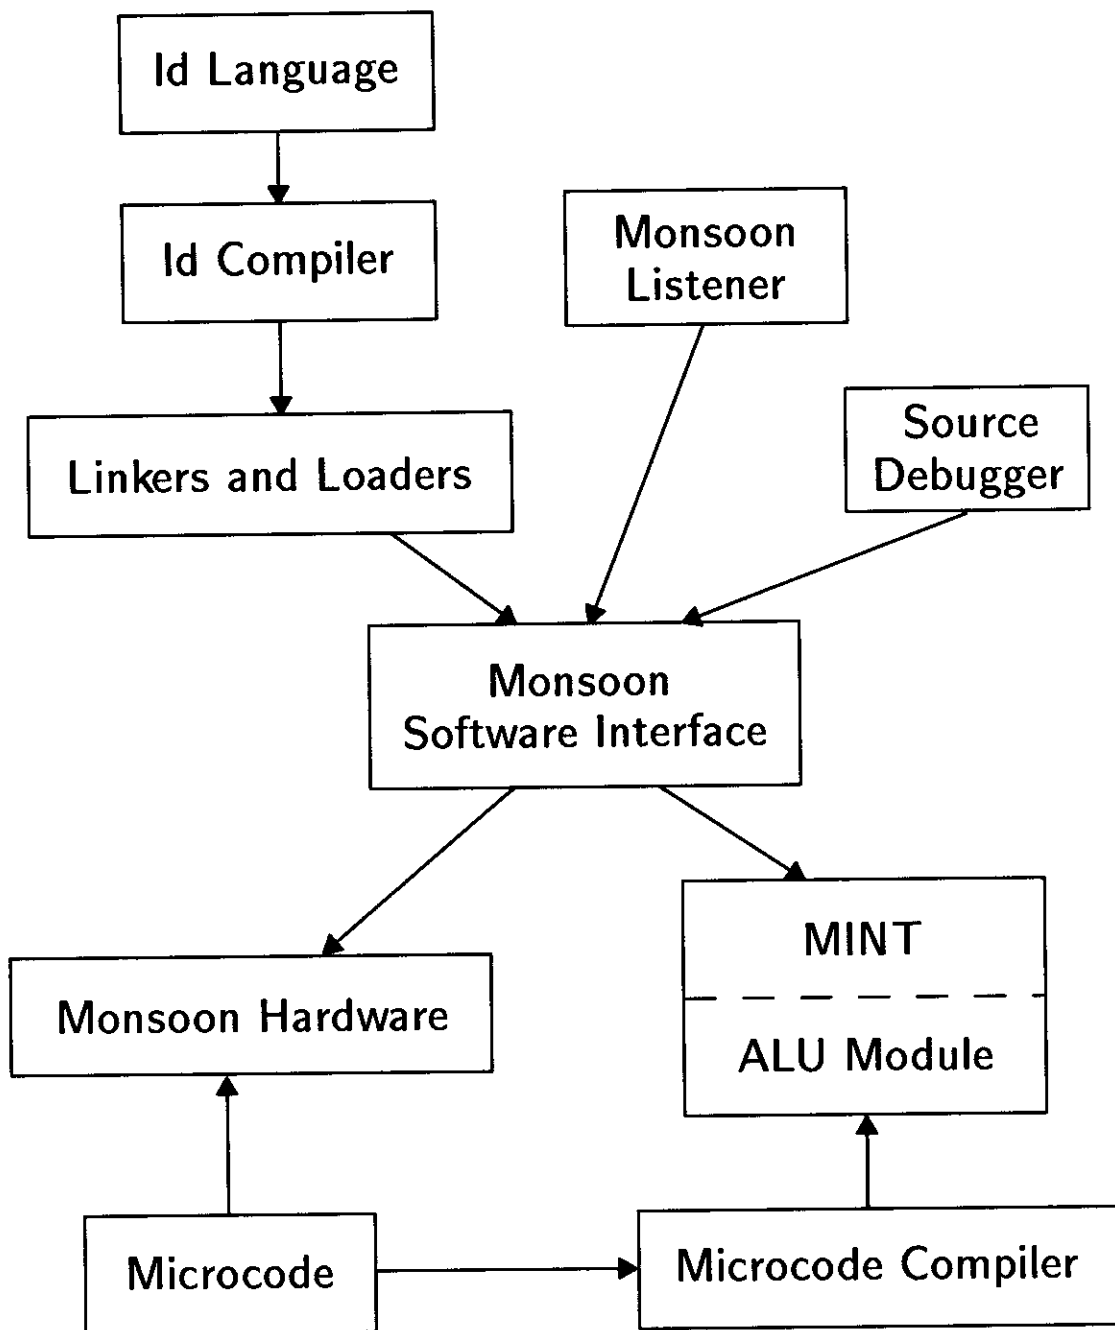 Id Language
Id Compiler
Monsoon
Listener
Linkers and Loaders
Source
Debugger
Monsoon
Software Interface
MINT
ALU Module
Monsoon Hardware
Microcode
Microcode Compiler